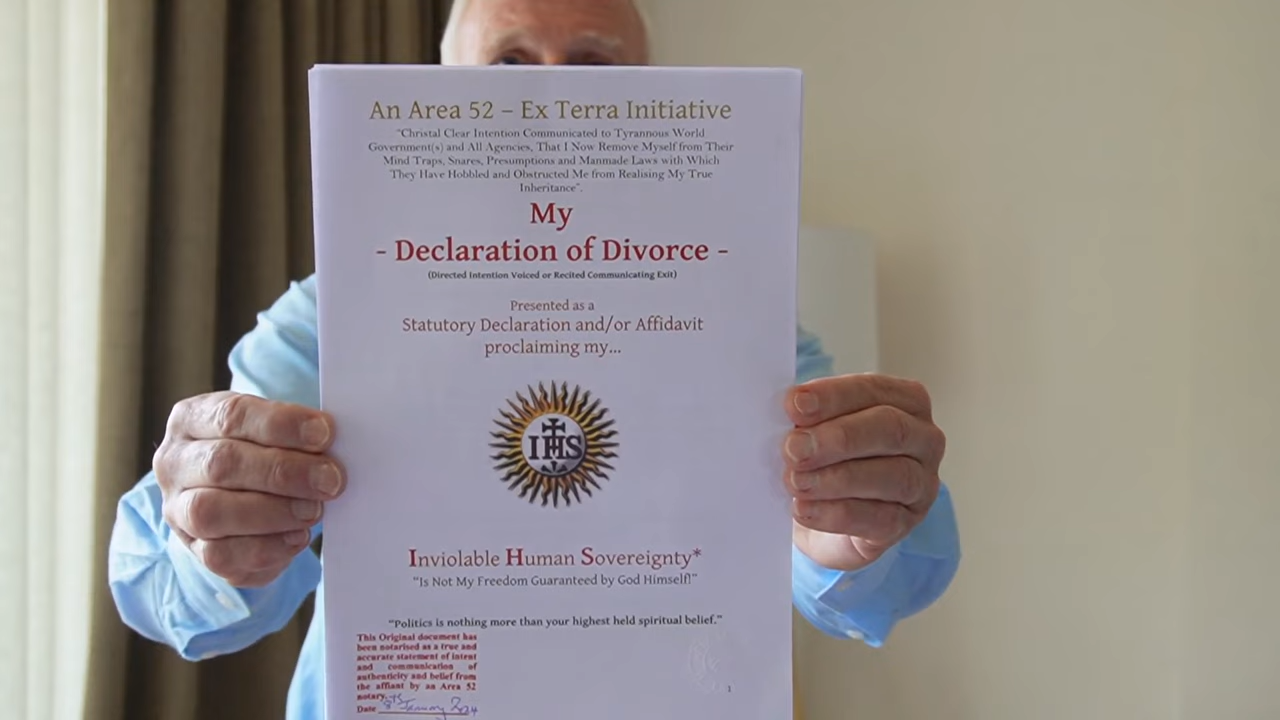 An Area 52 – Ex Terra Initiative
"Christal Clear Intention Communicated to Tyrannous World
Government(s) and All Agencies, That I Now Remove Myself from Their
Mind Traps, Snares, Presumptions and Manmade Laws with Which
They Have Hobbled and Obstructed Me from Realising My True
Inheritance".
My
- Declaration of Divorce -
(Directed Intention Voiced or Recited Communicating Exit)
Presented as a
Statutory Declaration and/or Affidavit
proclaiming my...
IHS
Inviolable Human Sovereignty*
"Is Not My Freedom Guaranteed by God Himself!"
"Politics is nothing more than your highest held spiritual belief."
This Original document has
been notarised as a true and
accurate statement of intent
and communication of
authenticity and belief from
the affiant by an Area 52
notary.
Date January
1